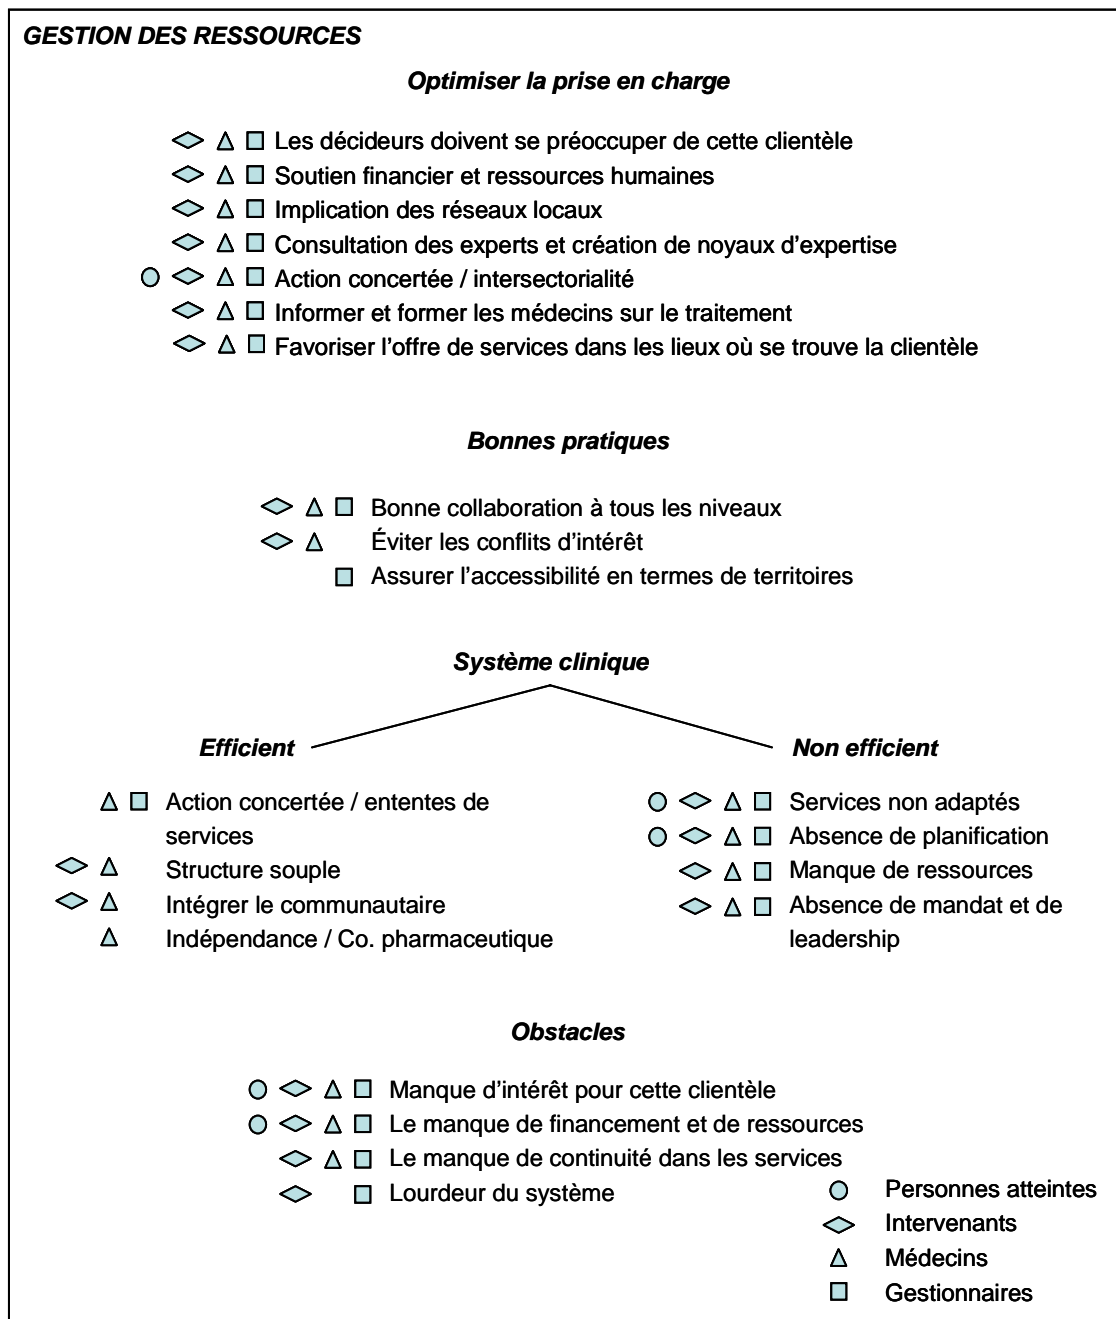 GESTION DES RESSOURCES
Optimiser la prise en charge
Les décideurs doivent se préoccuper de cette clientèle
Soutien financier et ressources humaines
Implication des réseaux locaux
Consultation des experts et création de noyaux d'expertise
Action concertée / intersectorialité
Informer et former les médecins sur le traitement
Favoriser l'offre de services dans les lieux où se trouve la clientèle
Bonnes pratiques
Bonne collaboration à tous les niveaux
Éviter les conflits d'intérêt
Assurer l'accessibilité en termes de territoires
Système clinique
Efficient
Action concertée / ententes de
services
Structure souple
Intégrer le communautaire
Indépendance / Co. pharmaceutique
Non efficient
Services non adaptés
Absence de planification
Manque de ressources
Absence de mandat et de
leadership
Obstacles
Manque d'intérêt pour cette clientèle
Le manque de financement et de ressources
Le manque de continuité dans les services
Lourdeur du système
Personnes atteintes
Intervenants
Médecins
Gestionnaires